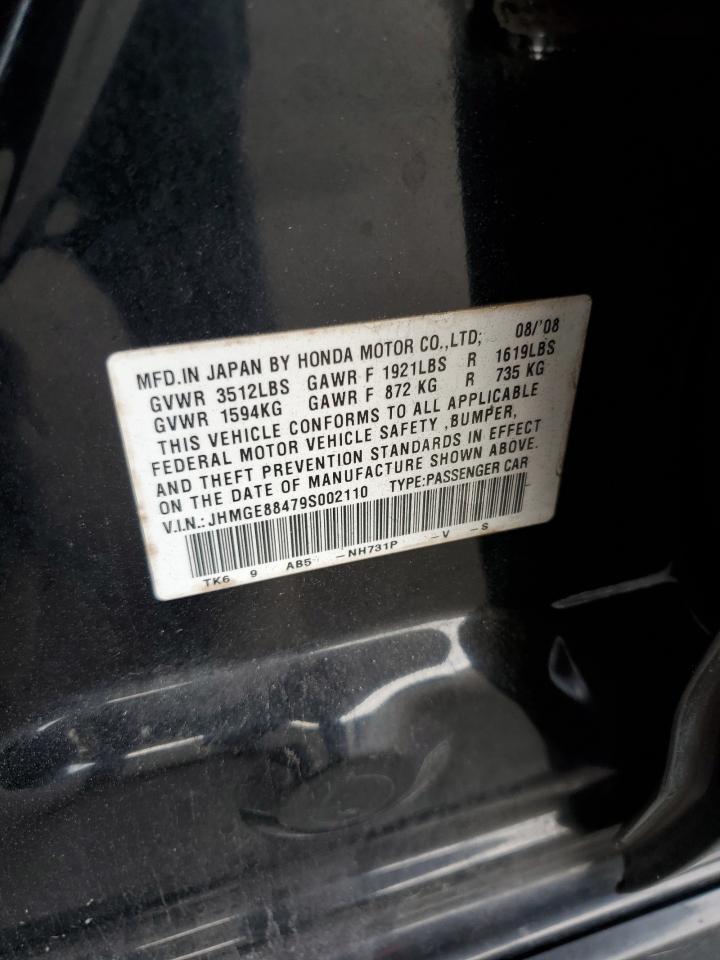 MFD.IN JAPAN BY HONDA MOTOR CO.,LTD; 08/'08
GVWR 3512LBS GAWR F 1921LBS R 1619LBS
GVWR 1594KG GAWR F 872 KG R 735 KG
THIS VEHICLE CONFORMS TO ALL APPLICABLE
FEDERAL MOTOR VEHICLE SAFETY ,BUMPER,
AND THEFT PREVENTION STANDARDS IN EFFECT
ON THE DATE OF MANUFACTURE SHOWN ABOVE.
V.I.N.:JHMGE88479S002110 TYPE:PASSENGER CAR
TK6 9 AB5 -NH731P -V -S